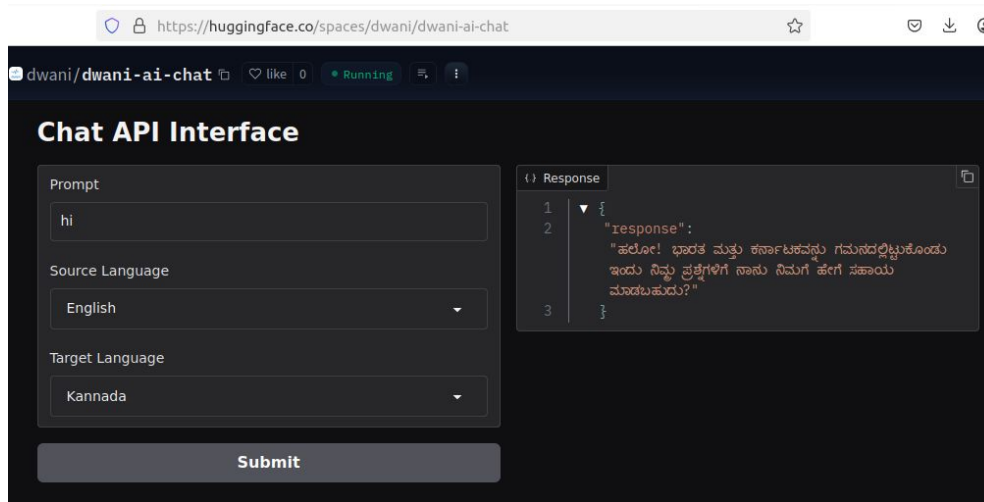 https://huggingface.co/spaces/dwani/dwani-ai-chat
dwani/dwani-ai-chat like 0 Running
Chat API Interface
Prompt
hi
Source Language
English
Target Language
Kannada
Submit
Response
1 {
2 "response":
"ಹಲೋ! ಭಾರತ ಮತ್ತು ಕರ್ನಾಟಕವನ್ನು ಗಮನದಲ್ಲಿಟ್ಟುಕೊಂಡು
ಇಂದು ನಿಮ್ಮ ಪ್ರಶ್ನೆಗಳಿಗೆ ನಾನು ನಿಮಗೆ ಹೇಗೆ ಸಹಾಯ
ಮಾಡಬಹುದು?"
3 }